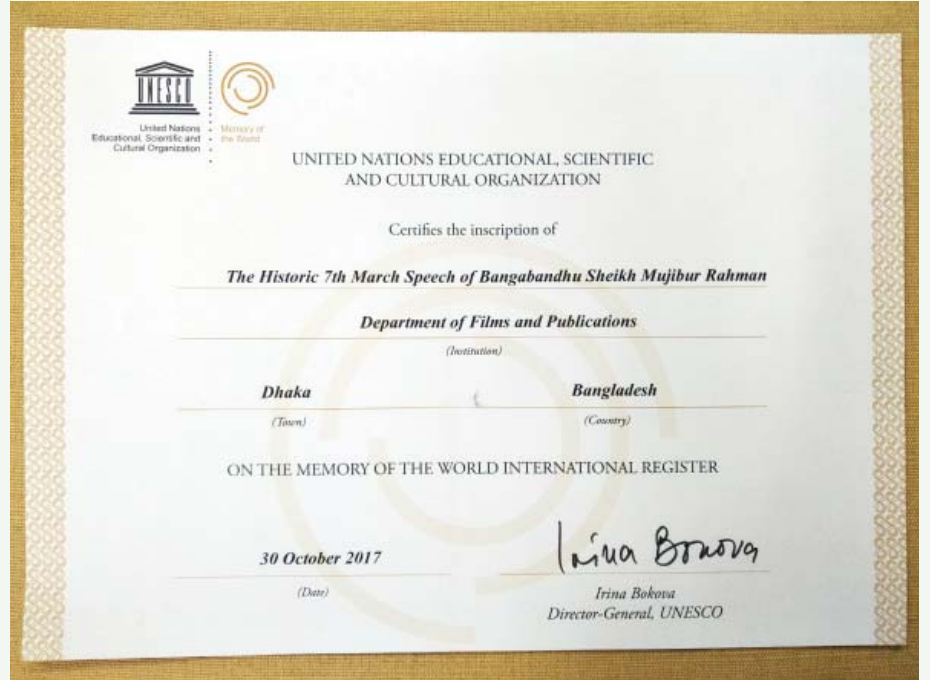 UNESCO
United Nations
Educational, Scientific and
Cultural Organization
Memory of
the World
UNITED NATIONS EDUCATIONAL, SCIENTIFIC
AND CULTURAL ORGANIZATION
Certifies the inscription of
The Historic 7th March Speech of Bangabandhu Sheikh Mujibur Rahman
Department of Films and Publications
(Institution)
Dhaka Bangladesh
(Town) (Country)
ON THE MEMORY OF THE WORLD INTERNATIONAL REGISTER
Irina Bokova
30 October 2017
(Date)
Irina Bokova
Director-General, UNESCO